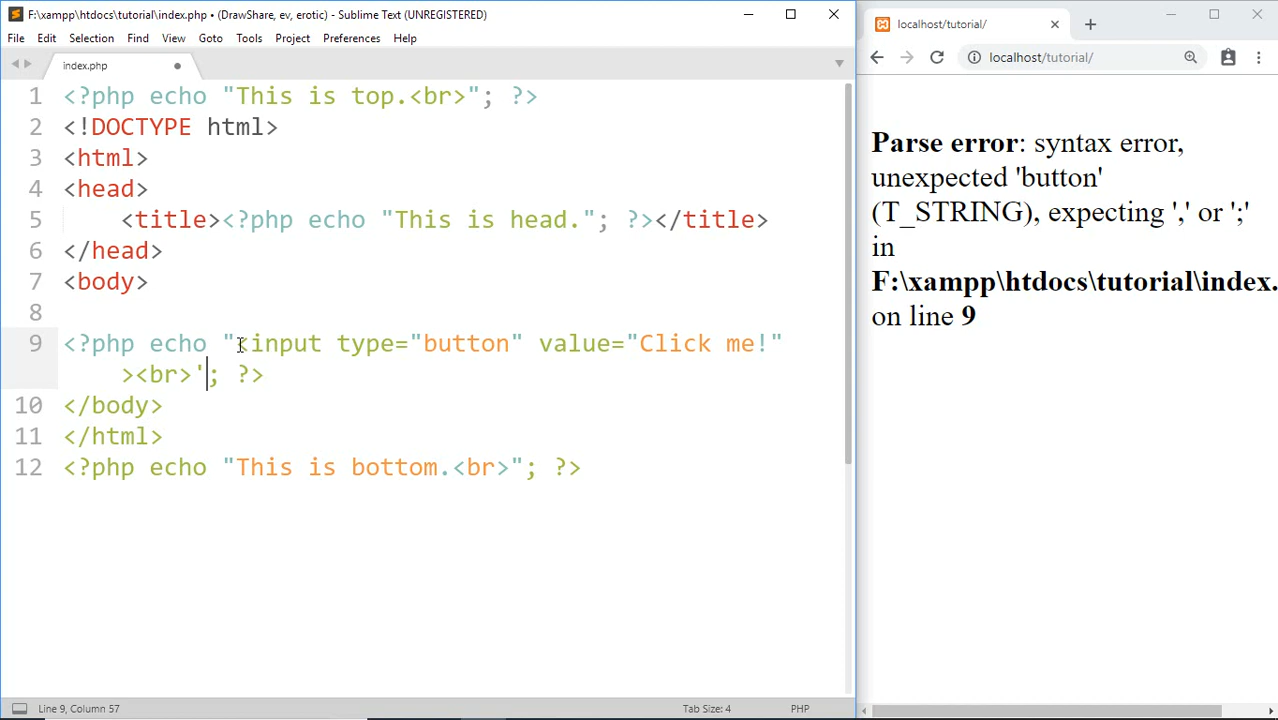 F:\xampp\htdocs\tutorial\index.php • (DrawShare, ev, erotic) - Sublime Text (UNREGISTERED)
File Edit Selection Find View Goto Tools Project Preferences Help
index.php
1 <?php echo "This is top.<br>"; ?>
2 <!DOCTYPE html>
3 <html>
4 <head>
5 <title><?php echo "This is head."; ?></title>
6 </head>
7 <body>
8
9 <?php echo "<input type="button" value="Click me!"
><br>'; ?>
10 </body>
11 </html>
12 <?php echo "This is bottom.<br>"; ?>
Line 9, Column 57 Tab Size: 4 PHP
localhost/tutorial/
localhost/tutorial/
Parse error: syntax error,
unexpected 'button'
(T_STRING), expecting ',' or ';'
in
F:\xampp\htdocs\tutorial\index.
on line 9